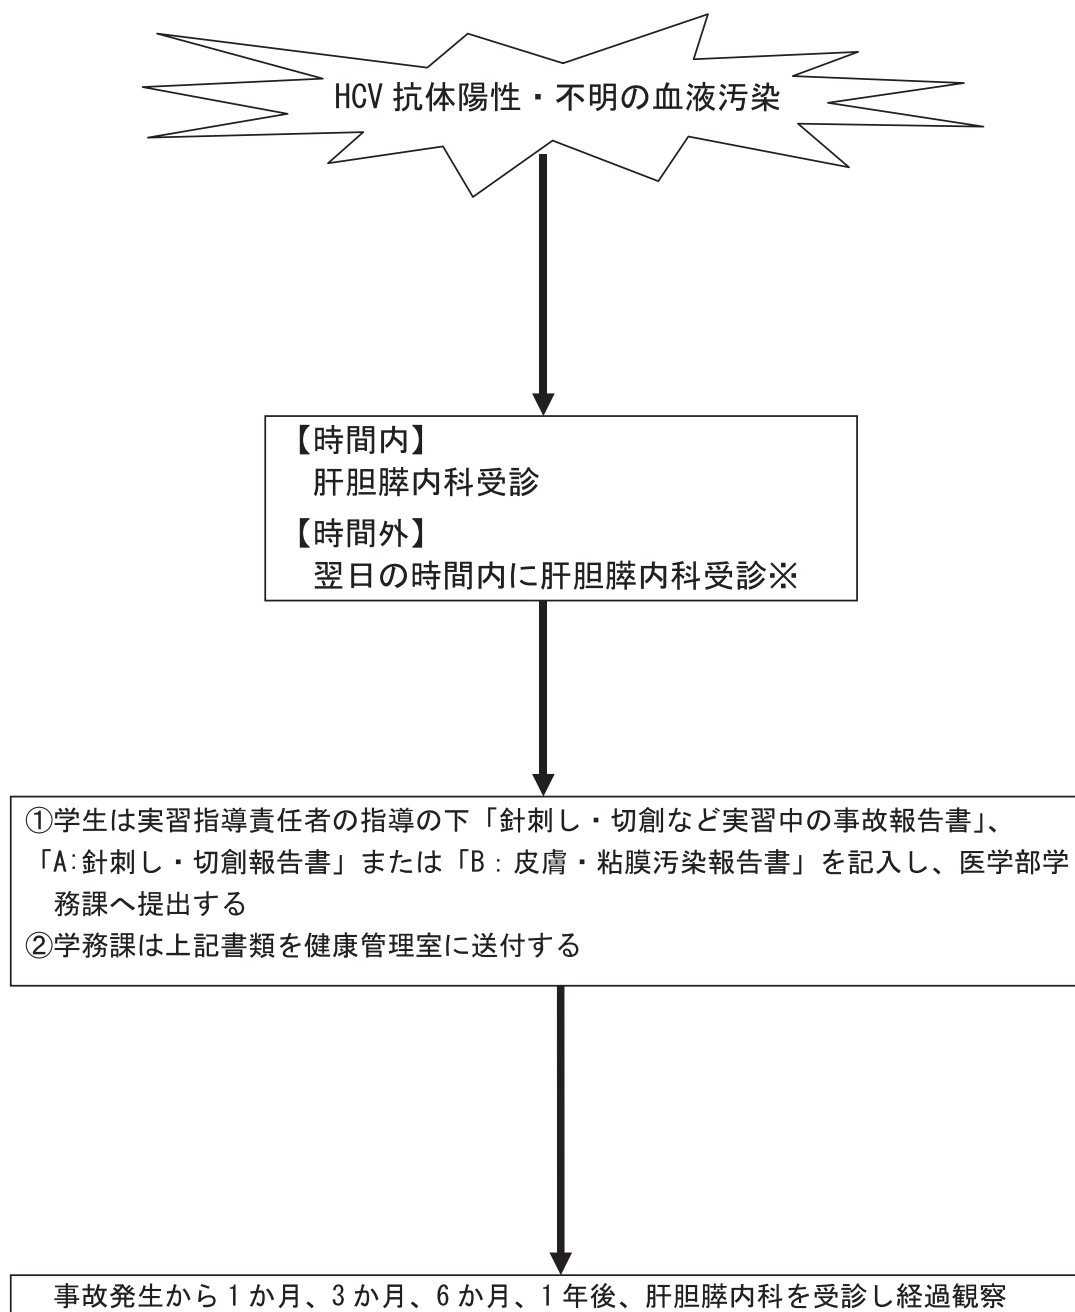 HCV 抗体陽性・不明の血液汚染
【時間内】
肝胆膵内科受診
【時間外】
翌日の時間内に肝胆膵内科受診※
①学生は実習指導責任者の指導の下「針刺し・切創など実習中の事故報告書」、
「A:針刺し・切創報告書」または「B：皮膚・粘膜汚染報告書」を記入し、医学部学
務課へ提出する
②学務課は上記書類を健康管理室に送付する
事故発生から 1 か月、3 か月、6 か月、1 年後、肝胆膵内科を受診し経過観察